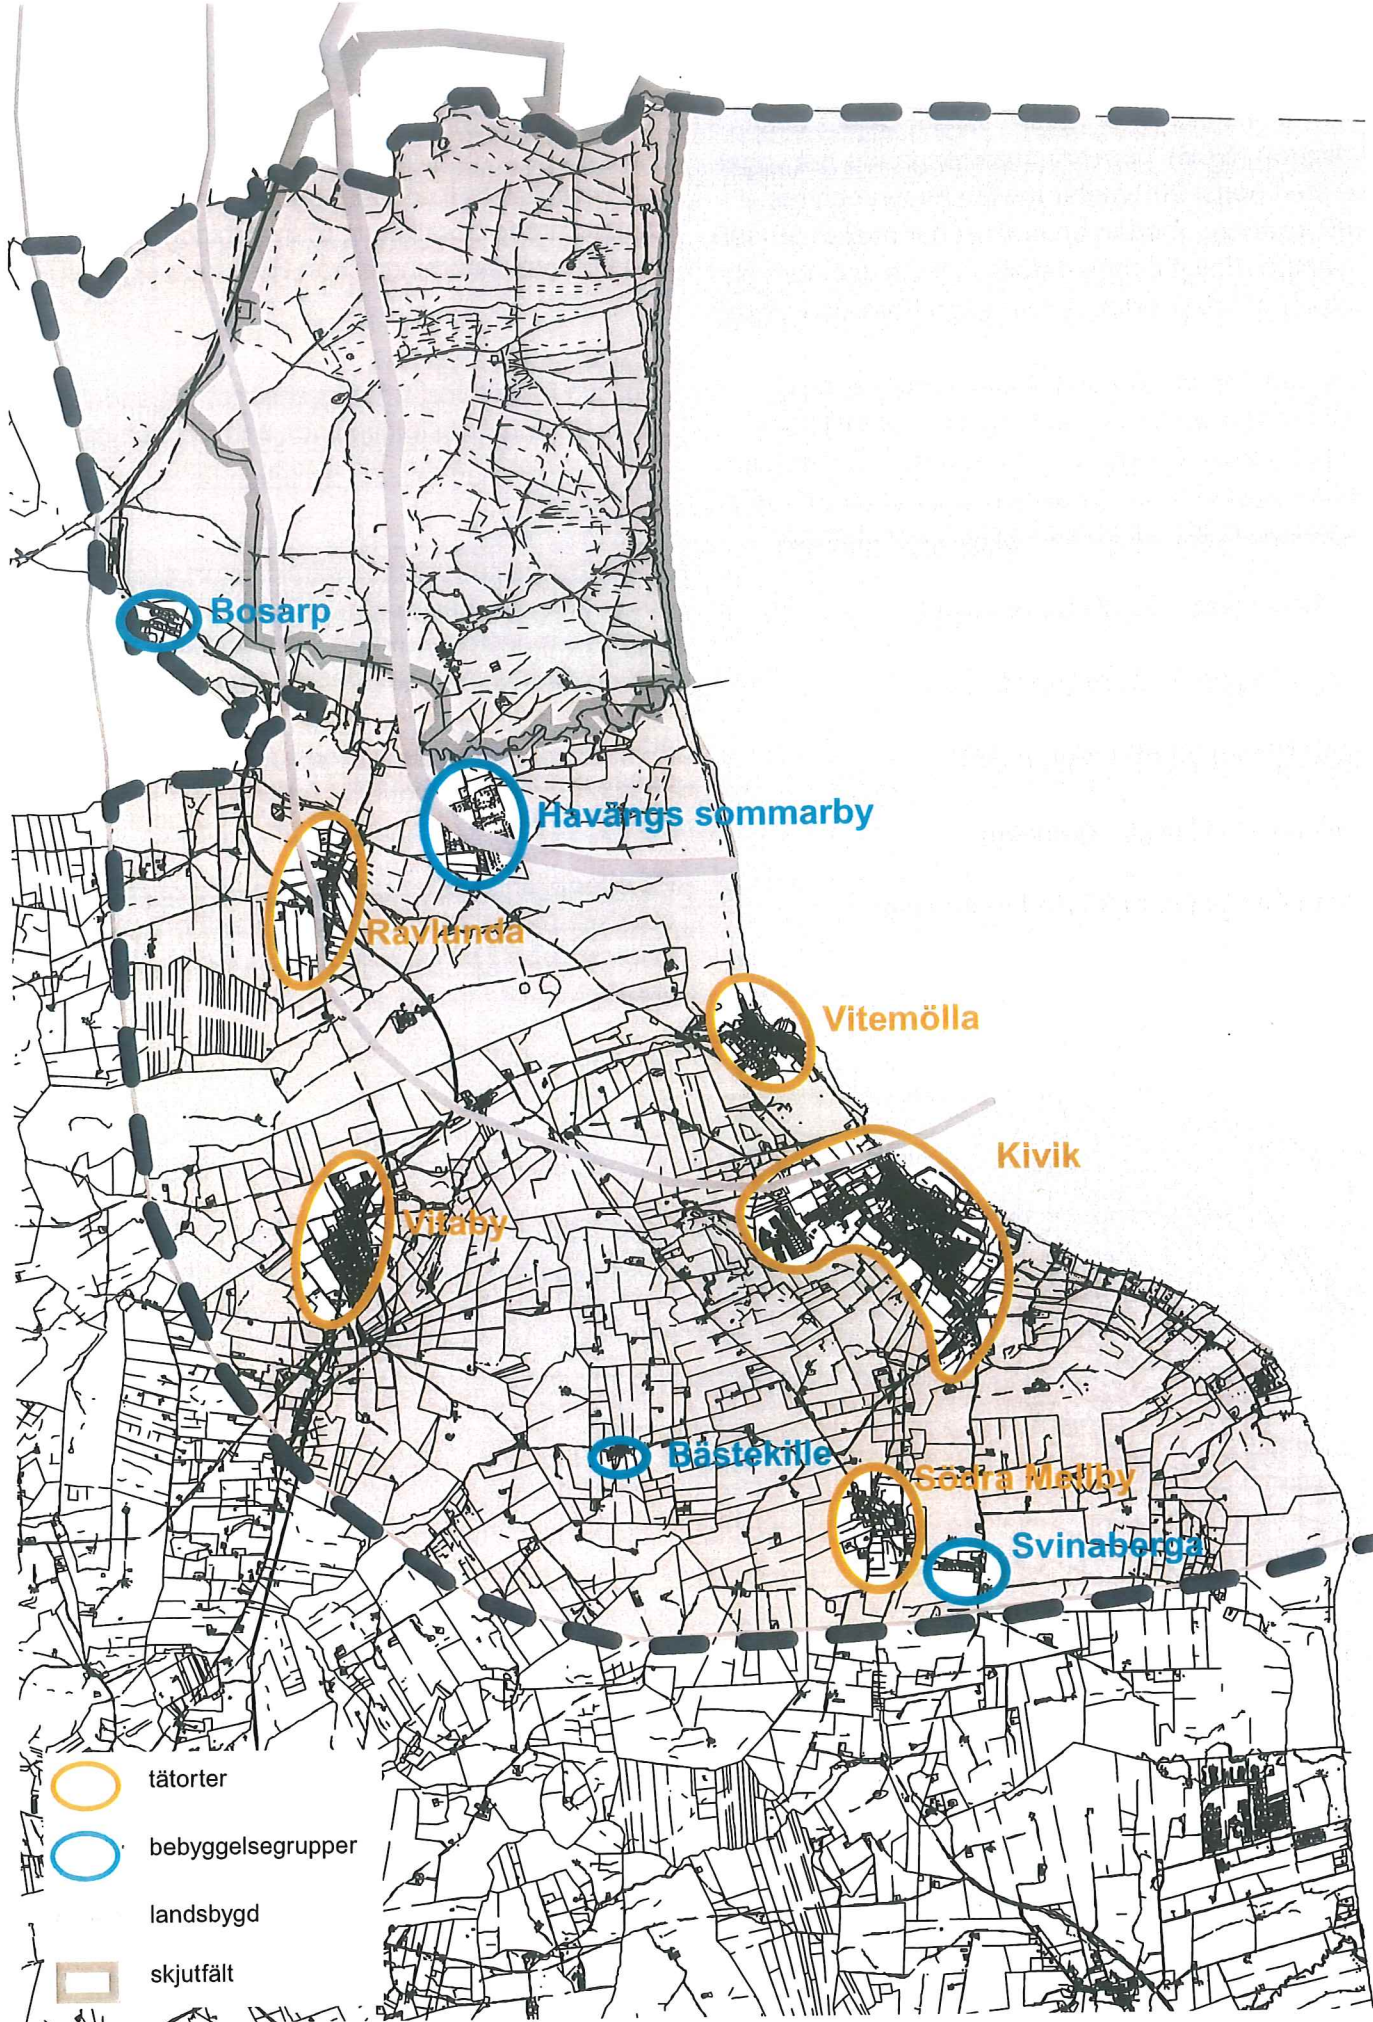 Bosarp
Havängs sommarby
Ravlunda
Vitemölla
Kivik
Vitaby
Bästekille
Södra Mellby
Svinaberga
tätorter
bebyggelsegrupper
landsbygd
skjutfält